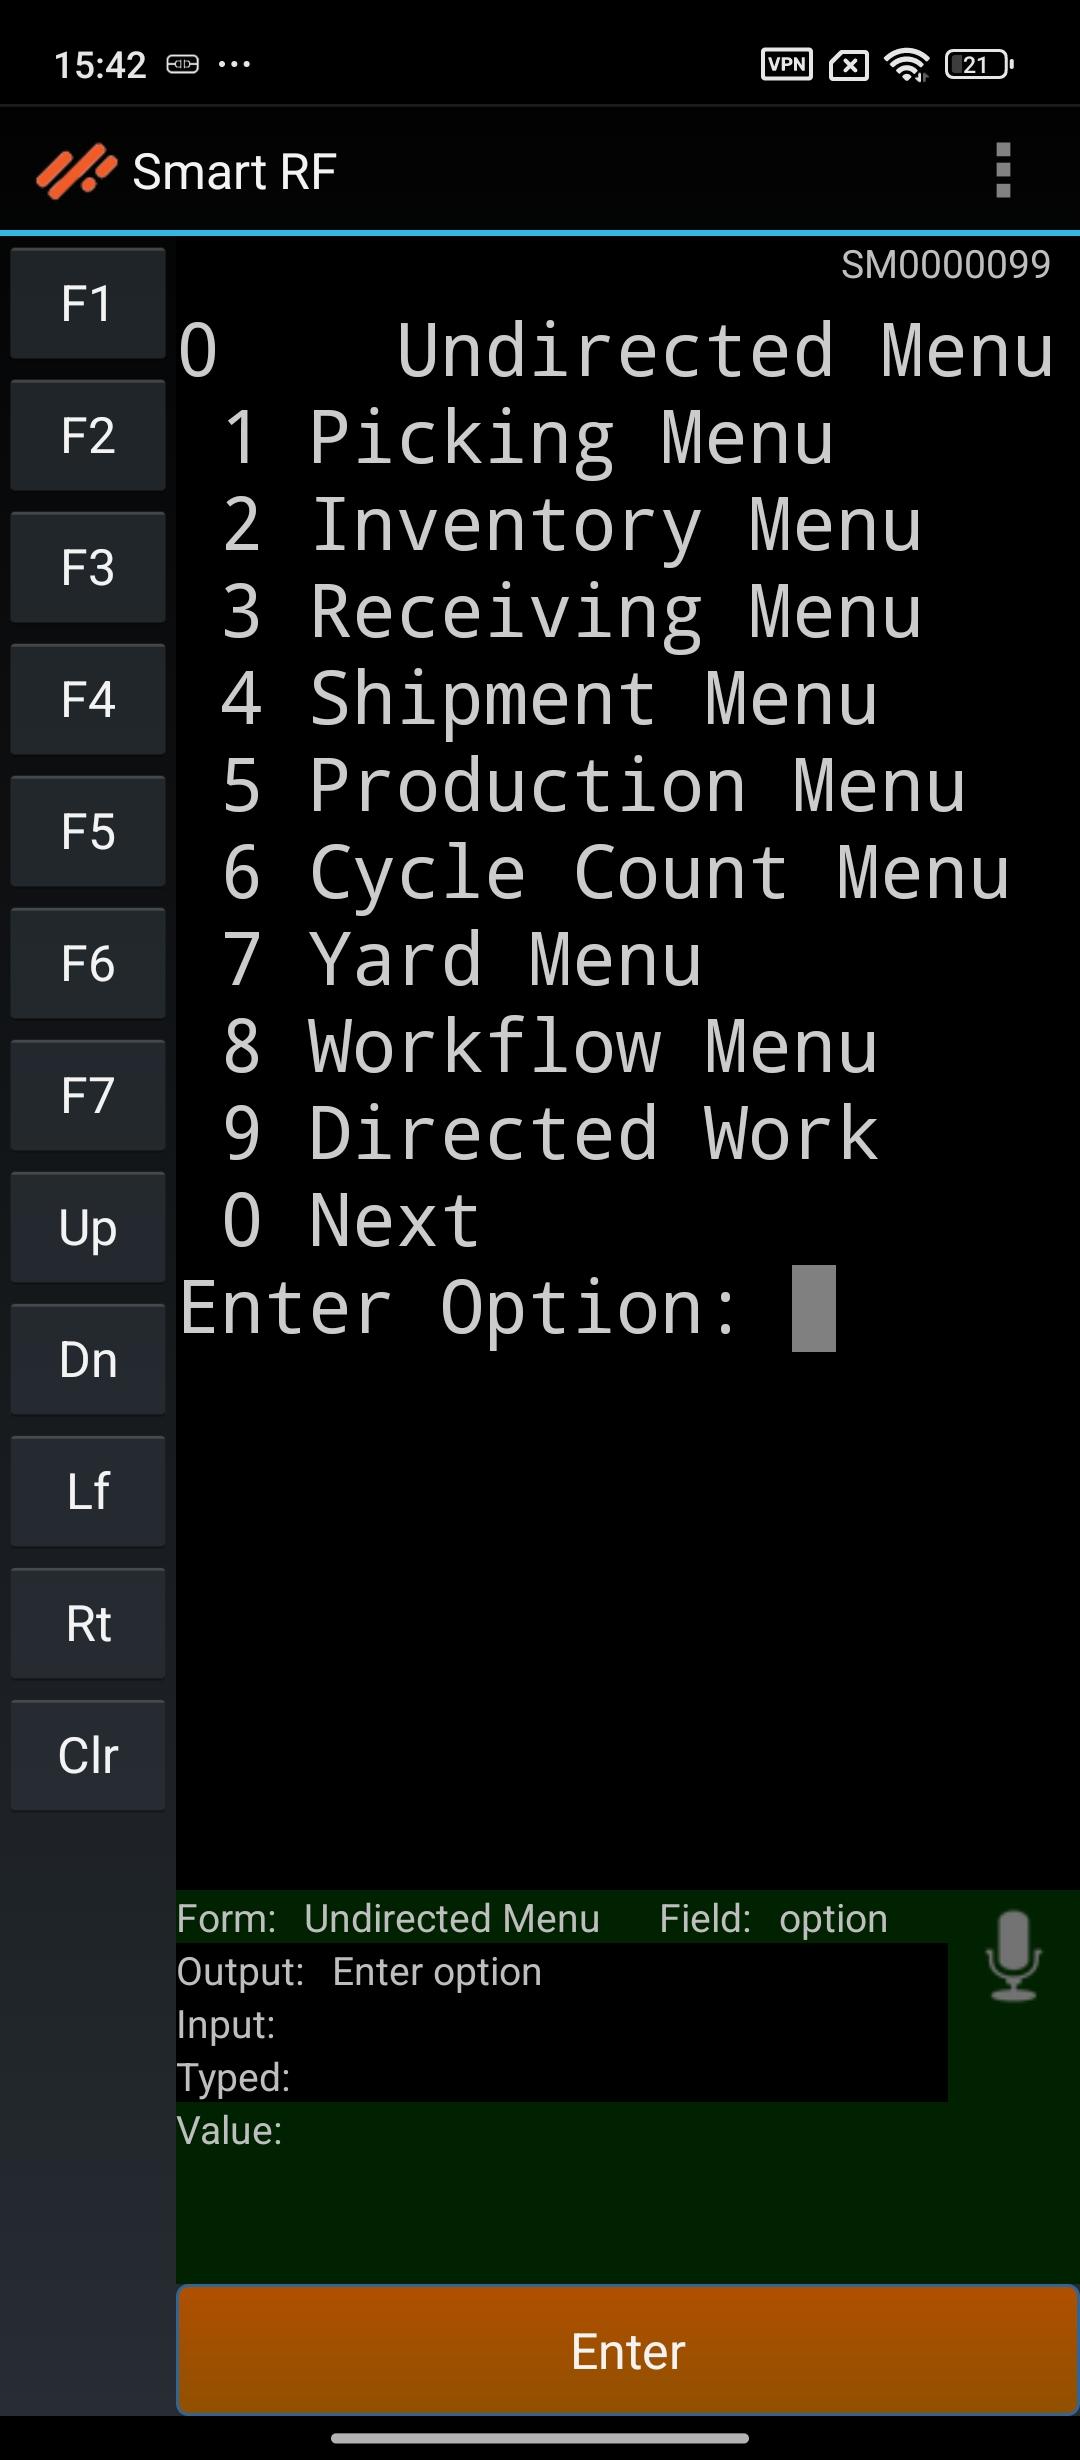 15:42 ... VPN 21
Smart RF
F1
F2
F3
F4
F5
F6
F7
Up
Dn
Lf
Rt
Clr
SM0000099
0    Undirected Menu
1 Picking Menu
2 Inventory Menu
3 Receiving Menu
4 Shipment Menu
5 Production Menu
6 Cycle Count Menu
7 Yard Menu
8 Workflow Menu
9 Directed Work
0 Next
Enter Option:
Form: Undirected Menu Field: option
Output: Enter option
Input:
Typed:
Value:
Enter